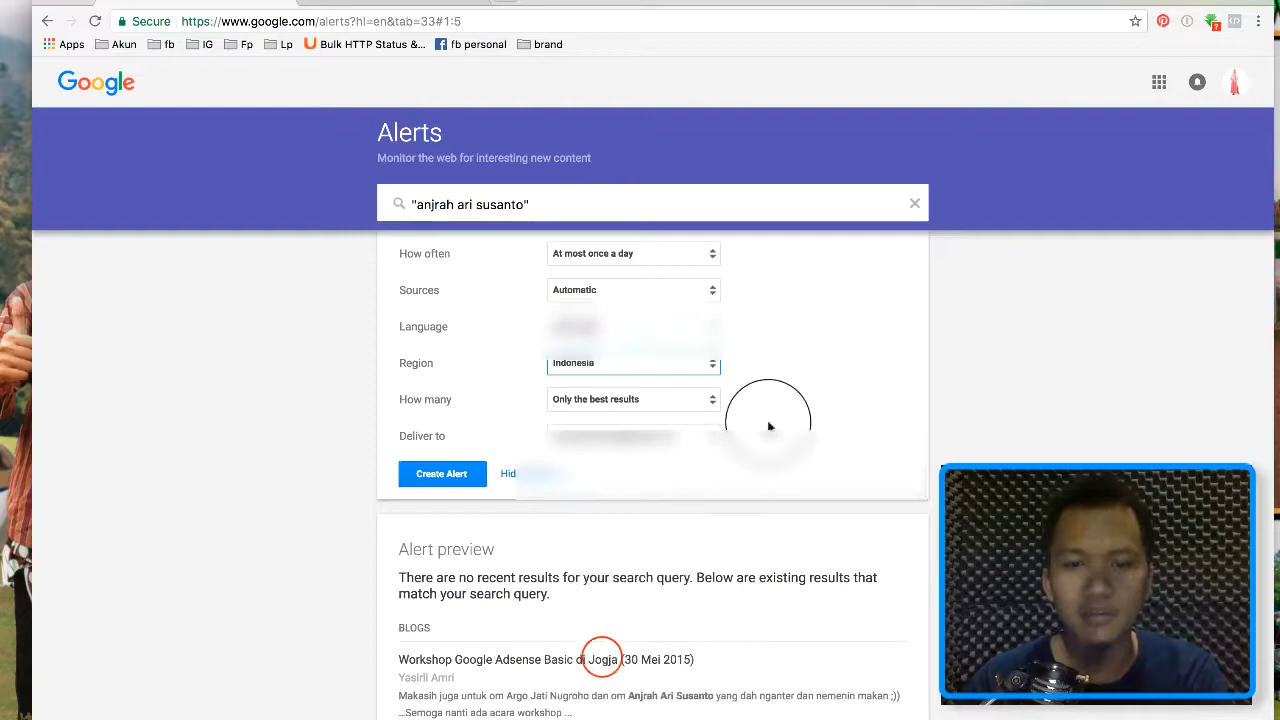 Secure
https://www.google.com/alerts?hl=en&tab=33#1:5
Apps Akun fb IG Fp Lp Bulk HTTP Status &... fb personal brand
Google
Alerts
Monitor the web for interesting new content
"anjrah ari susanto"
How often At most once a day
Sources Automatic
Language
Region Indonesia
How many Only the best results
Deliver to
Create Alert
Alert preview
There are no recent results for your search query. Below are existing results that
match your search query.
BLOGS
Workshop Google Adsense Basic di Jogja (30 Mei 2015)
Yasirli Amri
Makasih juga untuk om Argo Jati Nugroho dan om Anjrah Ari Susanto yang dah nganter dan nemenin makan ;))
...Semoga nanti ada acara workshop ...